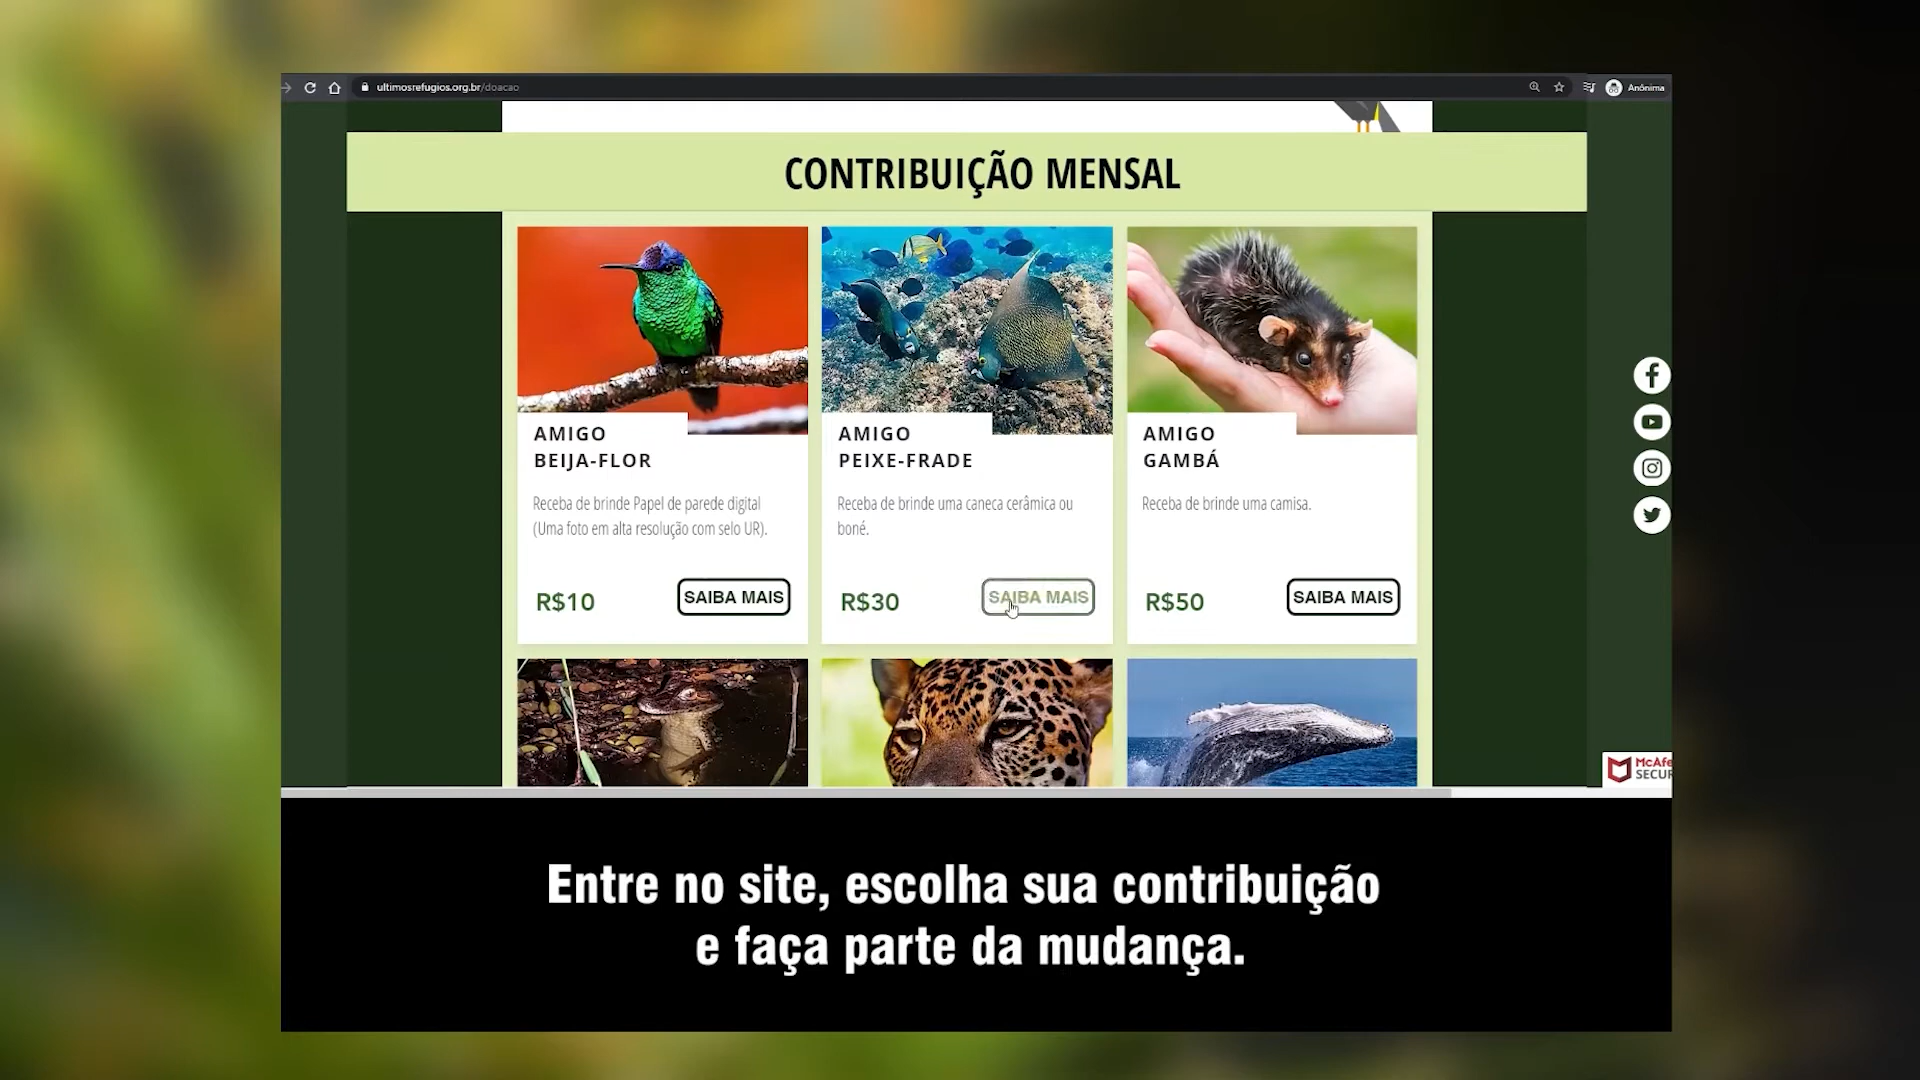 ultimosrefugios.org.br/doacao
Anônima
CONTRIBUIÇÃO MENSAL
AMIGO
BEIJA-FLOR
Receba de brinde Papel de parede digital
(Uma foto em alta resolução com selo UR).
R$10
SAIBA MAIS
AMIGO
PEIXE-FRADE
Receba de brinde uma caneca cerâmica ou
boné.
R$30
SAIBA MAIS
AMIGO
GAMBÁ
Receba de brinde uma camisa.
R$50
SAIBA MAIS
McAfe
SECUR
Entre no site, escolha sua contribuição
e faça parte da mudança.